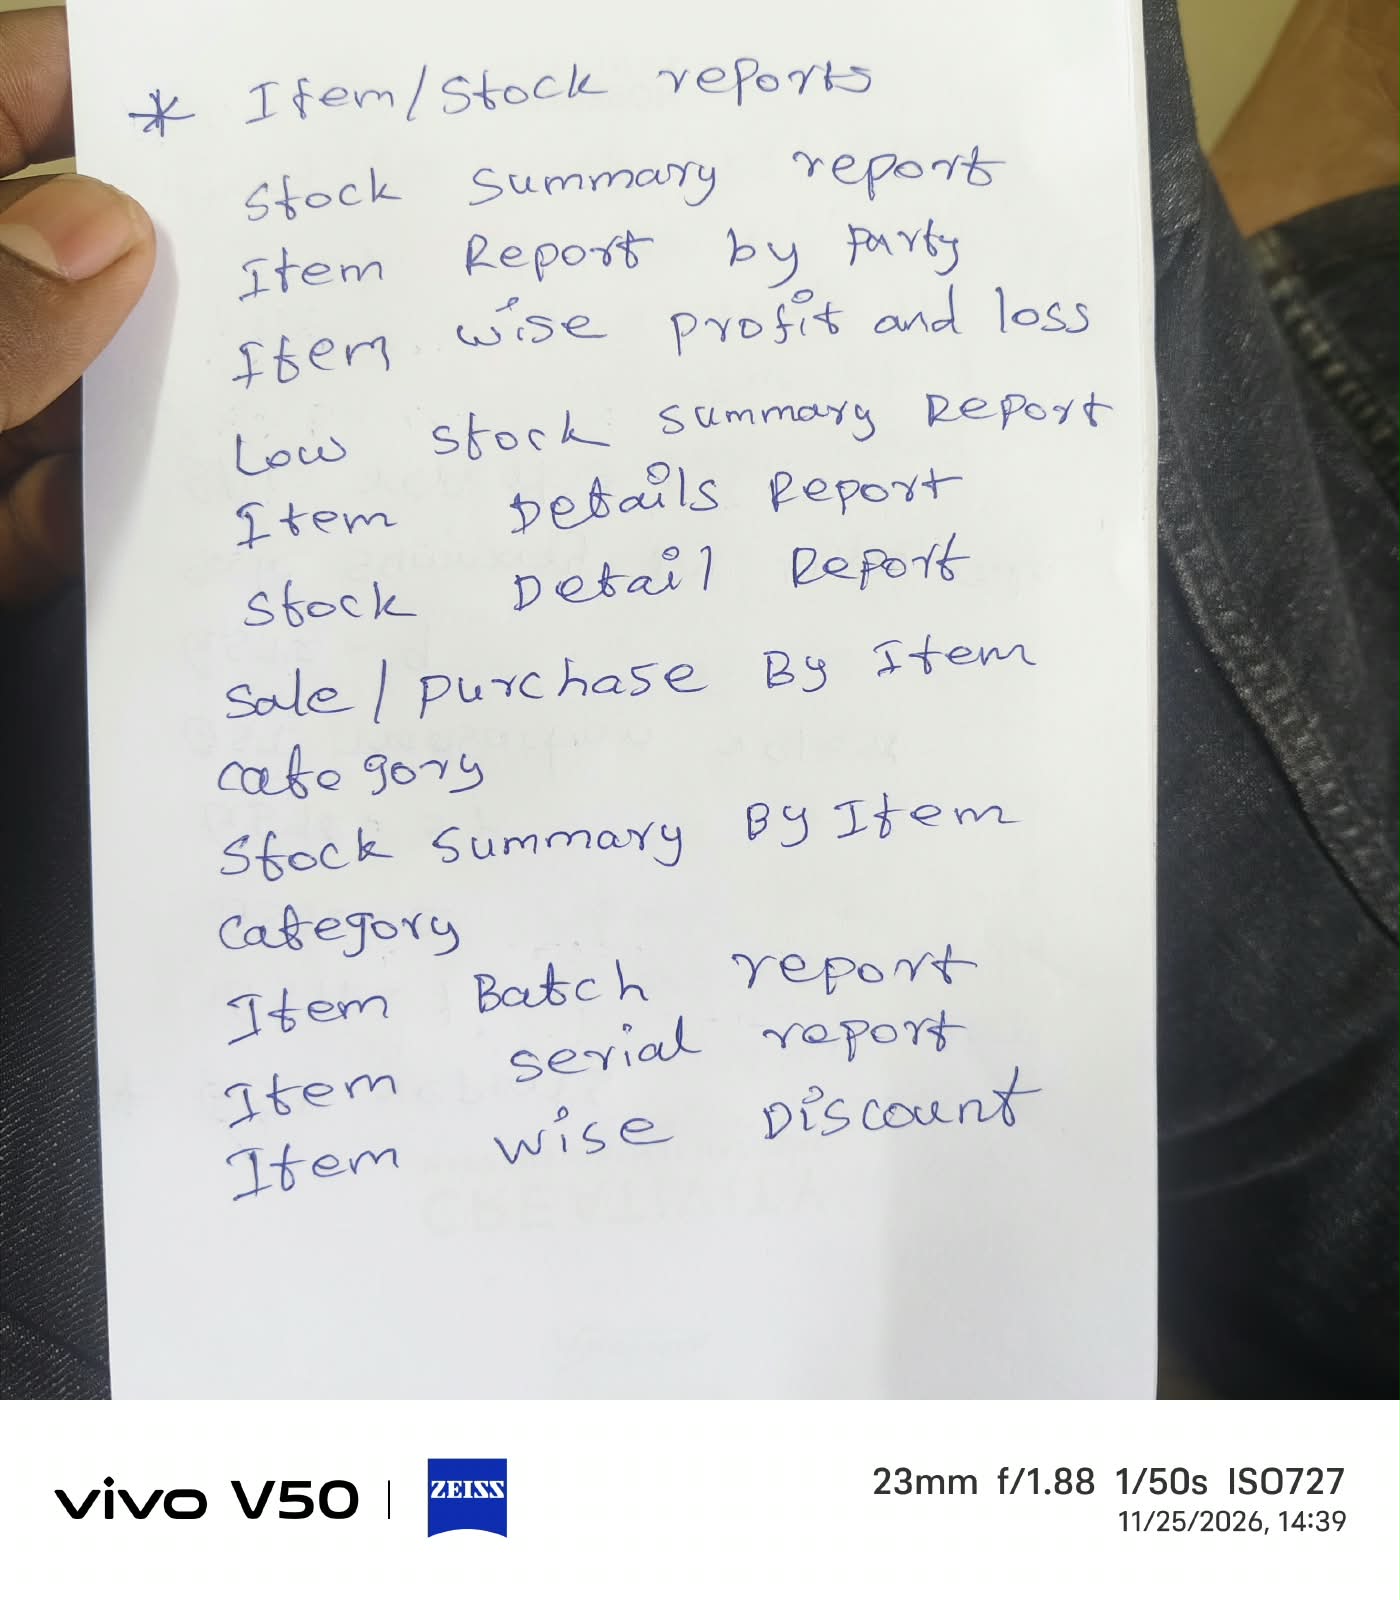 * Item/Stock reports
Stock Summary report
Item Report by Party
Item wise profit and loss
Low stock summary Report
Item Details Report
Stock Detail Report
Sale/purchase By Item
category
Stock Summary By Item
category
Item Batch report
Item serial report
Item wise Discount
vivo V50 | ZEISS
23mm f/1.88 1/50s ISO727
11/25/2026, 14:39